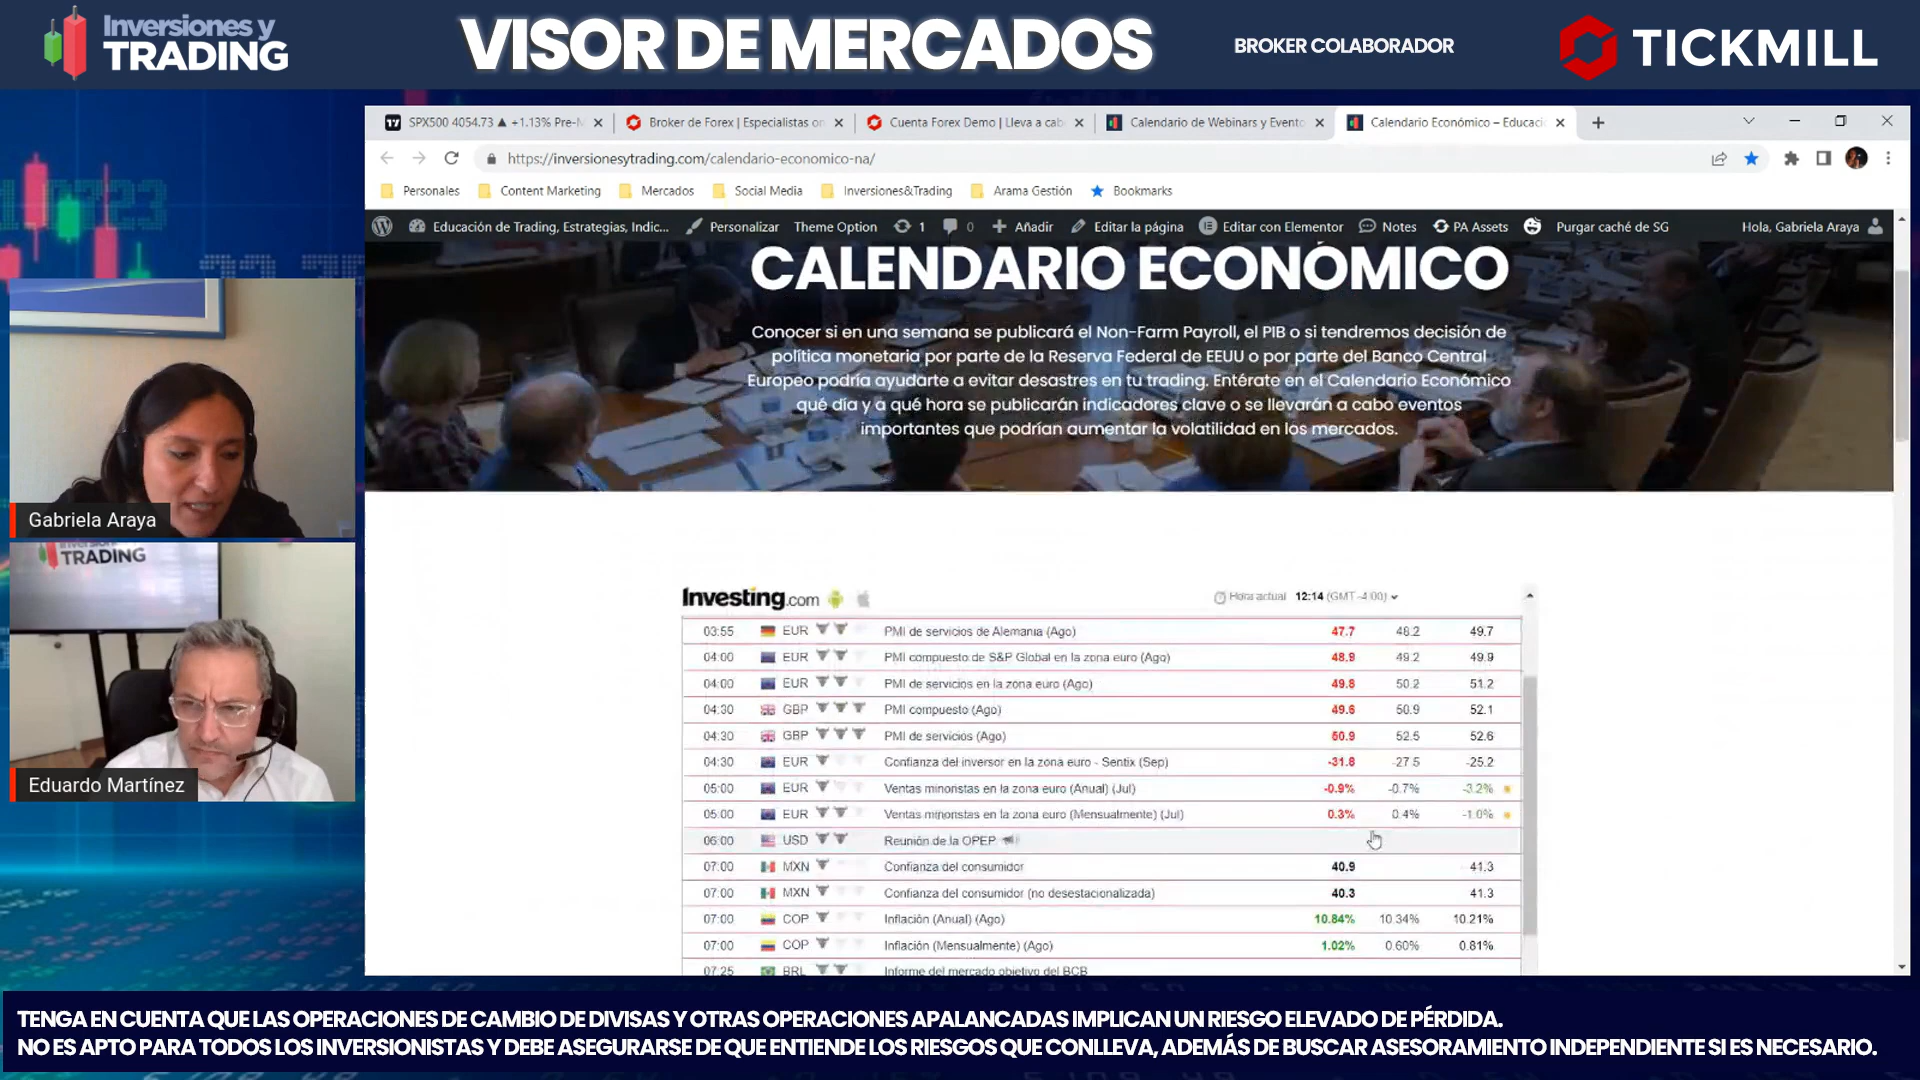 Inversiones y
TRADING
VISOR DE MERCADOS
BROKER COLABORADOR
TICKMILL
SPX500 4054.73 ▲ +1.13% Pre-M
Broker de Forex | Especialistas on
Cuenta Forex Demo | Lleva a cab
Calendario de Webinars y Evento
Calendario Económico – Educaci
https://inversionesytrading.com/calendario-economico-na/
Personales
Content Marketing
Mercados
Social Media
Inversiones&Trading
Arama Gestión
Bookmarks
Educación de Trading, Estrategias, Indic...
Personalizar
Theme Option
1
0
Añadir
Editar la página
Editar con Elementor
Notes
PA Assets
Purgar caché de SG
Hola, Gabriela Araya
CALENDARIO ECONÓMICO
Conocer si en una semana se publicará el Non-Farm Payroll, el PIB o si tendremos decisión de
política monetaria por parte de la Reserva Federal de EEUU o por parte del Banco Central
Europeo podría ayudarte a evitar desastres en tu trading. Entérate en el Calendario Económico
qué día y a qué hora se publicarán indicadores clave o se llevarán a cabo eventos
importantes que podrían aumentar la volatilidad en los mercados.
Investing.com
Hora actual 12:14 (GMT -4:00)
03:55 EUR PMI de servicios de Alemania (Ago) 47.7 48.2 49.7
04:00 EUR PMI compuesto de S&P Global en la zona euro (Ago) 48.9 49.2 49.9
04:00 EUR PMI de servicios en la zona euro (Ago) 49.8 50.2 51.2
04:30 GBP PMI compuesto (Ago) 49.6 50.9 52.1
04:30 GBP PMI de servicios (Ago) 50.9 52.5 52.6
04:30 EUR Confianza del inversor en la zona euro - Sentix (Sep) -31.8 -27.5 -25.2
05:00 EUR Ventas minoristas en la zona euro (Anual) (Jul) -0.9% -0.7% -3.2%
05:00 EUR Ventas minoristas en la zona euro (Mensualmente) (Jul) 0.3% 0.4% -1.0%
06:00 USD Reunión de la OPEP
07:00 MXN Confianza del consumidor 40.9 41.3
07:00 MXN Confianza del consumidor (no desestacionalizada) 40.3 41.3
07:00 COP Inflación (Anual) (Ago) 10.84% 10.34% 10.21%
07:00 COP Inflación (Mensualmente) (Ago) 1.02% 0.60% 0.81%
07:25 BRL Informe del mercado objetivo del BCB
Gabriela Araya
TRADING
Eduardo Martínez
TENGA EN CUENTA QUE LAS OPERACIONES DE CAMBIO DE DIVISAS Y OTRAS OPERACIONES APALANCADAS IMPLICAN UN RIESGO ELEVADO DE PÉRDIDA.
NO ES APTO PARA TODOS LOS INVERSIONISTAS Y DEBE ASEGURARSE DE QUE ENTIENDE LOS RIESGOS QUE CONLLEVA, ADEMÁS DE BUSCAR ASESORAMIENTO INDEPENDIENTE SI ES NECESARIO.